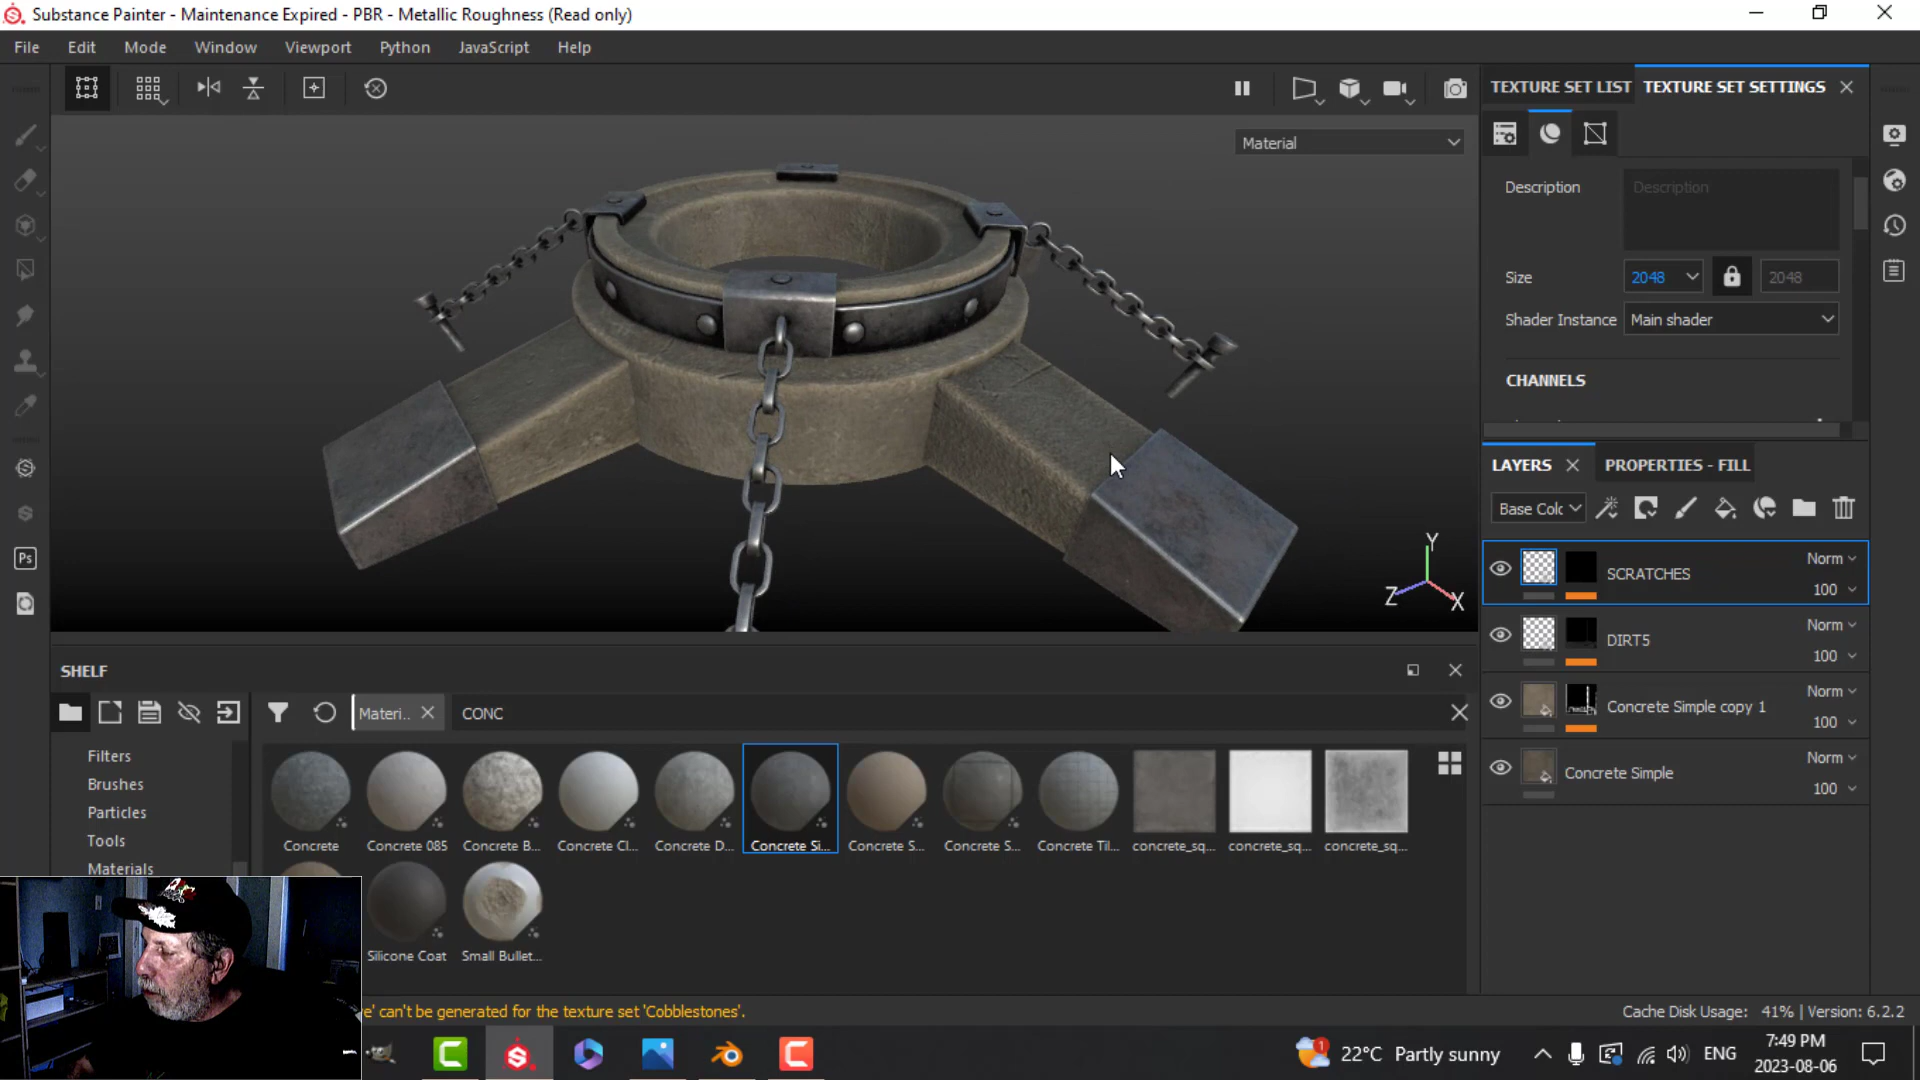 Substance Painter - Maintenance Expired - PBR - Metallic Roughness (Read only)
File Edit Mode Window Viewport Python JavaScript Help
TEXTURE SET LIST TEXTURE SET SETTINGS
Material
Description Description
Size 2048 2048
Shader Instance Main shader
CHANNELS
LAYERS PROPERTIES - FILL
Base Colc
SCRATCHES Norm 100
DIRT5 Norm 100
Concrete Simple copy 1 Norm 100
Concrete Simple Norm 100
Y
Z X
SHELF
Materi... CONC
Filters
Brushes
Particles
Tools
Materials
Concrete Concrete 085 Concrete B... Concrete Cl... Concrete D... Concrete Si... Concrete S... Concrete S... Concrete Til... concrete_sq... concrete_sq... concrete_sq...
Silicone Coat Small Bullet...
Ps
e' can't be generated for the texture set 'Cobblestones'.
Cache Disk Usage: 41% | Version: 6.2.2
1 22°C Partly sunny ENG 7:49 PM
2023-08-06